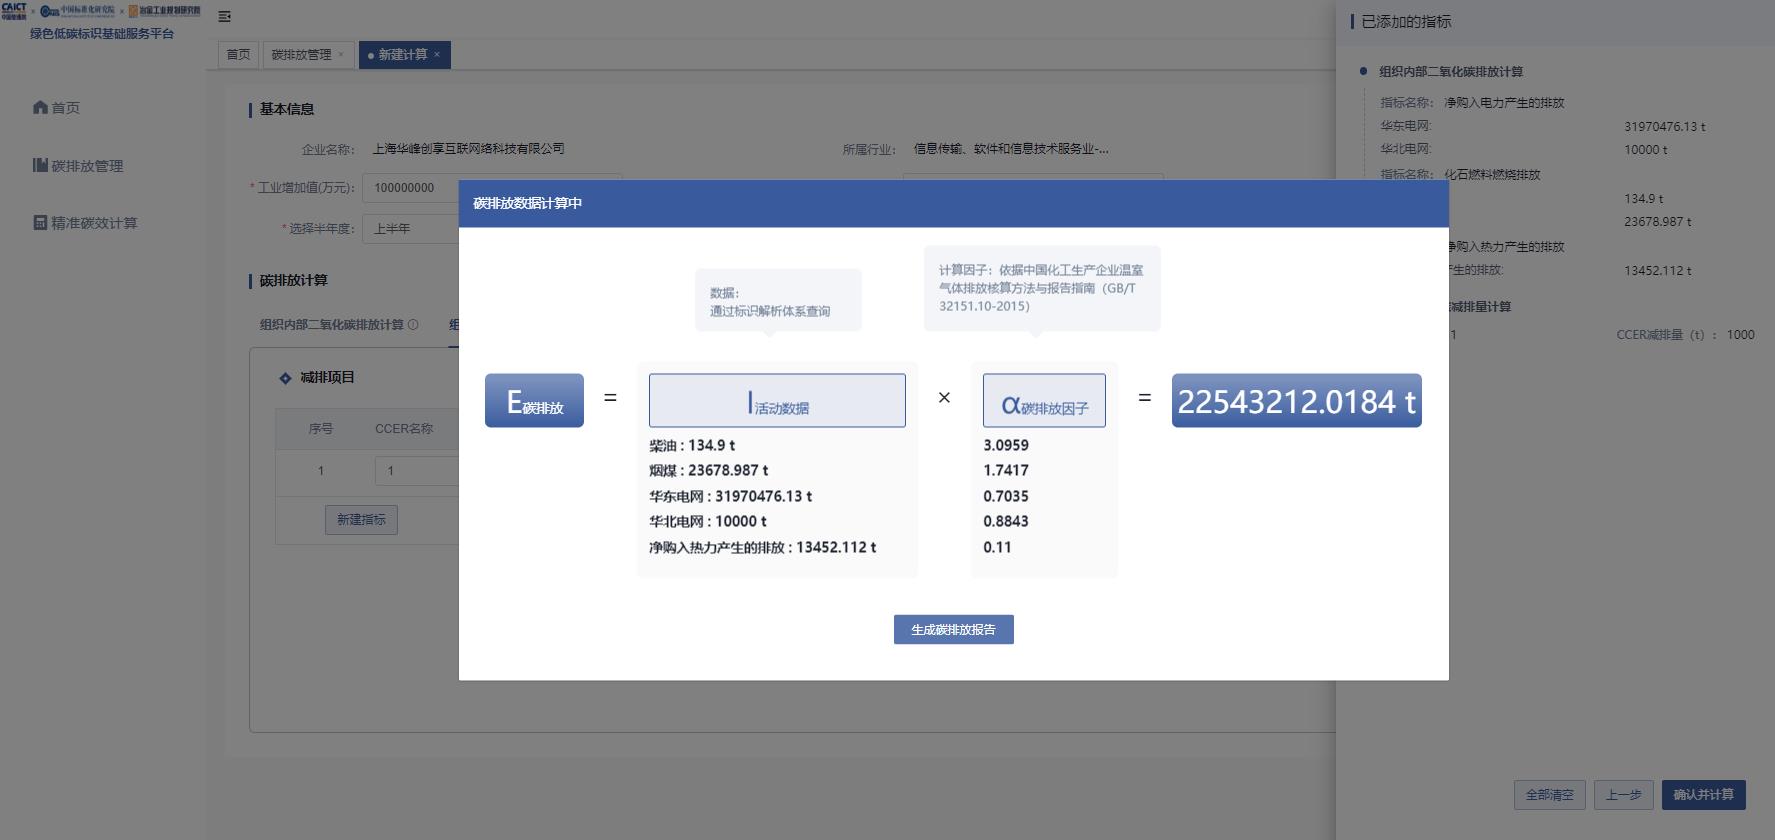 CAICT 中国信通院 × 中国标准化研究院 × 冶金工业规划研究院
绿色低碳标识基础服务平台
首页
碳排放管理
精准碳效计算
首页 碳排放管理 × 新建计算 ×
基本信息
企业名称： 上海华峰创享互联网络科技有限公司 所属行业： 信息传输、软件和信息技术服务业-...
* 工业增加值(万元)： 100000000
* 选择半年度： 上半年
碳排放计算
组织内部二氧化碳排放计算 组
减排项目
序号 CCER名称
1 1
新建指标
碳排放数据计算中
数据：
通过标识解析体系查询
计算因子：依据中国化工生产企业温室
气体排放核算方法与报告指南（GB/T
32151.10-2015）
E碳排放 = I活动数据 × α碳排放因子 = 22543212.0184 t
柴油 : 134.9 t 3.0959
烟煤 : 23678.987 t 1.7417
华东电网 : 31970476.13 t 0.7035
华北电网 : 10000 t 0.8843
净购入热力产生的排放 : 13452.112 t 0.11
生成碳排放报告
已添加的指标
组织内部二氧化碳排放计算
指标名称： 净购入电力产生的排放
华东电网: 31970476.13 t
华北电网: 10000 t
指标名称： 化石燃料燃烧排放
134.9 t
23678.987 t
净购入热力产生的排放
产生的排放: 13452.112 t
减排量计算
1 CCER减排量（t）： 1000
全部清空 上一步 确认并计算